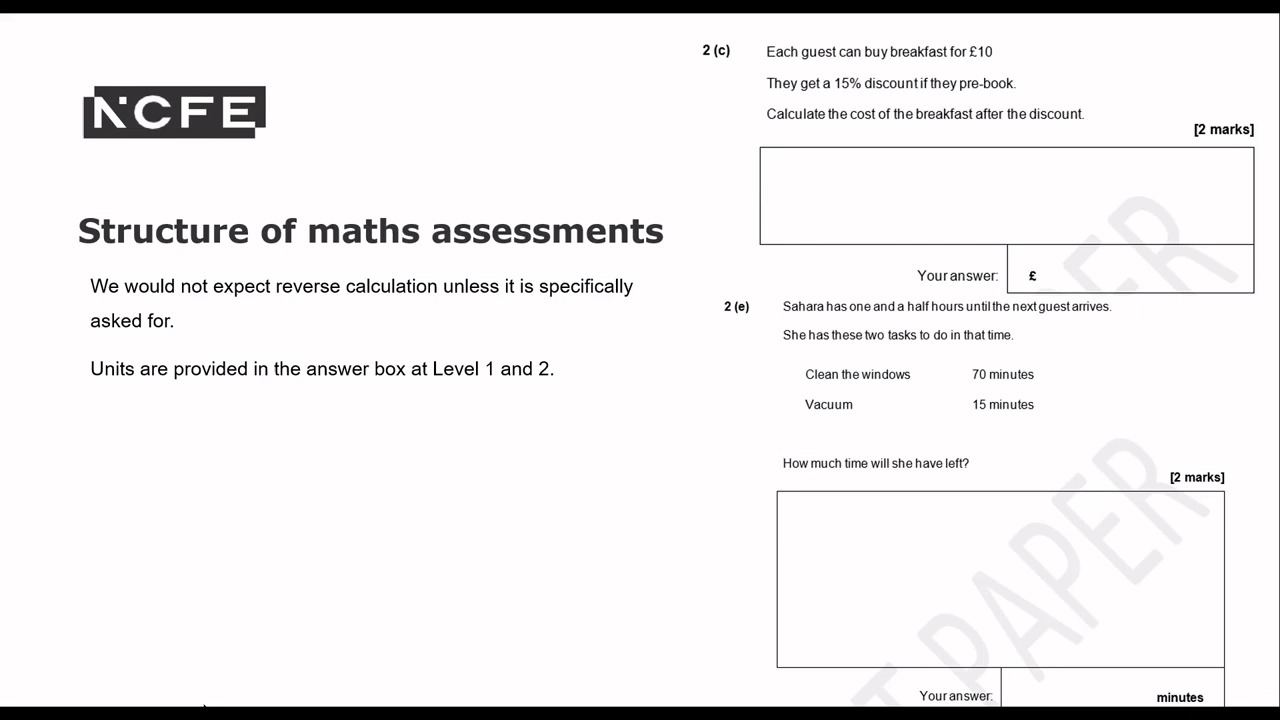 NCFE
Structure of maths assessments
We would not expect reverse calculation unless it is specifically
asked for.
Units are provided in the answer box at Level 1 and 2.
2 (c) Each guest can buy breakfast for £10
They get a 15% discount if they pre-book.
Calculate the cost of the breakfast after the discount.
[2 marks]
Your answer: £
2 (e) Sahara has one and a half hours until the next guest arrives.
She has these two tasks to do in that time.
Clean the windows 70 minutes
Vacuum 15 minutes
How much time will she have left?
[2 marks]
Your answer: minutes
PER
T PAPER